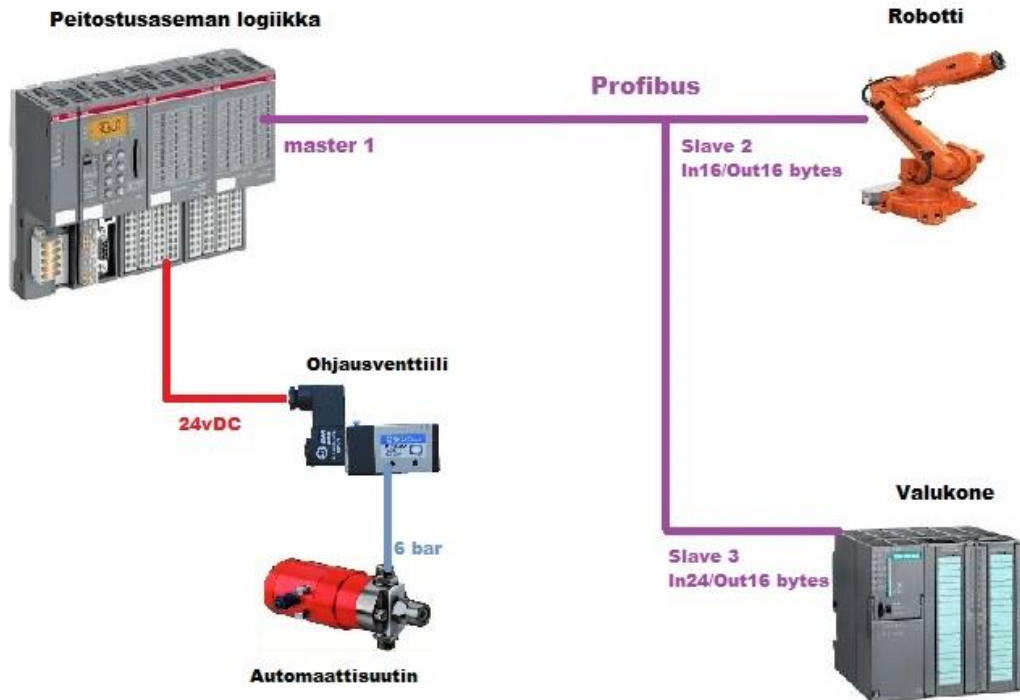 Peitostusaseman logiikka
Robotti
Profibus
master 1
Slave 2
In16/Out16 bytes
Ohjausventtiili
24vDC
Valukone
6 bar
Slave 3
In24/Out16 bytes
Automaattisuutin